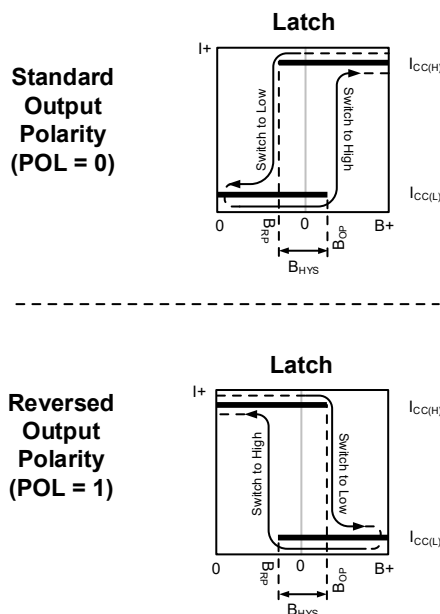 Latch
Standard
Output
Polarity
(POL = 0)
I+
I<sub>CC(H)</sub>
Switch to Low
Switch to High
I<sub>CC(L)</sub>
0
B<sub>RP</sub>
0
B<sub>OP</sub>
B+
B<sub>HYS</sub>
Latch
Reversed
Output
Polarity
(POL = 1)
I+
I<sub>CC(H)</sub>
Switch to High
Switch to Low
I<sub>CC(L)</sub>
0
B<sub>RP</sub>
0
B<sub>OP</sub>
B+
B<sub>HYS</sub>